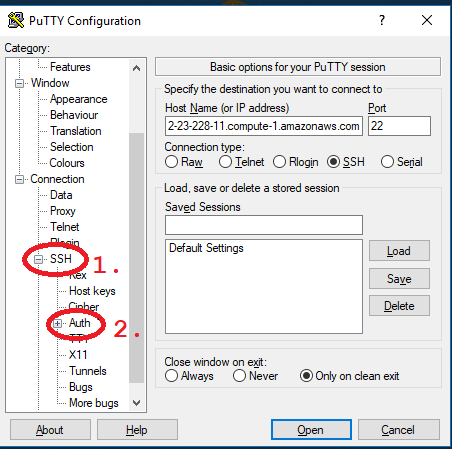 PuTTY Configuration
Category:
Features
Window
Appearance
Behaviour
Translation
Selection
Colours
Connection
Data
Proxy
Telnet
Rlogin
SSH
1.
Kex
Host keys
Cipher
Auth
2.
TTY
X11
Tunnels
Bugs
More bugs
Basic options for your PuTTY session
Specify the destination you want to connect to
Host Name (or IP address) Port
2-23-228-11.compute-1.amazonaws.com 22
Connection type:
Raw Telnet Rlogin SSH Serial
Load, save or delete a stored session
Saved Sessions
Default Settings
Load
Save
Delete
Close window on exit:
Always Never Only on clean exit
About Help Open Cancel